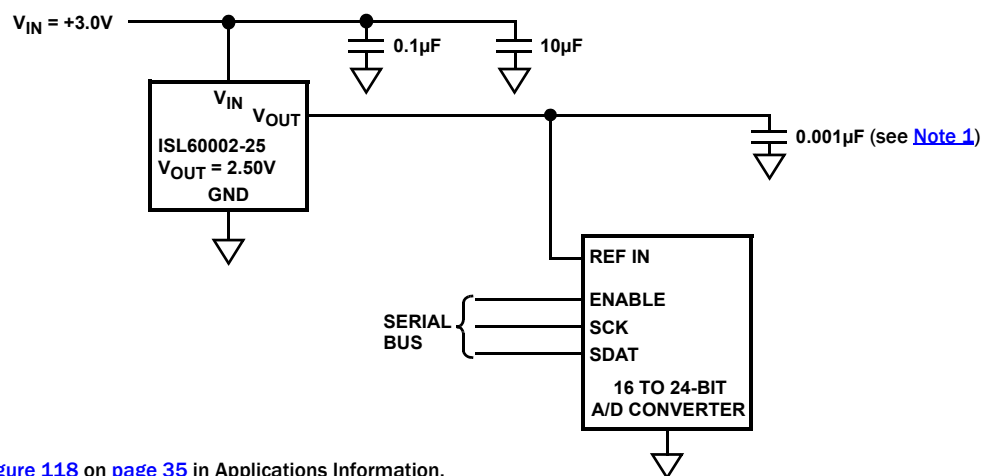 VIN = +3.0V
0.1µF
10µF
VIN
VOUT
ISL60002-25
VOUT = 2.50V
GND
0.001µF (see Note 1)
REF IN
ENABLE
SCK
SDAT
SERIAL
BUS
16 TO 24-BIT
A/D CONVERTER
gure 118 on page 35 in Applications Information.